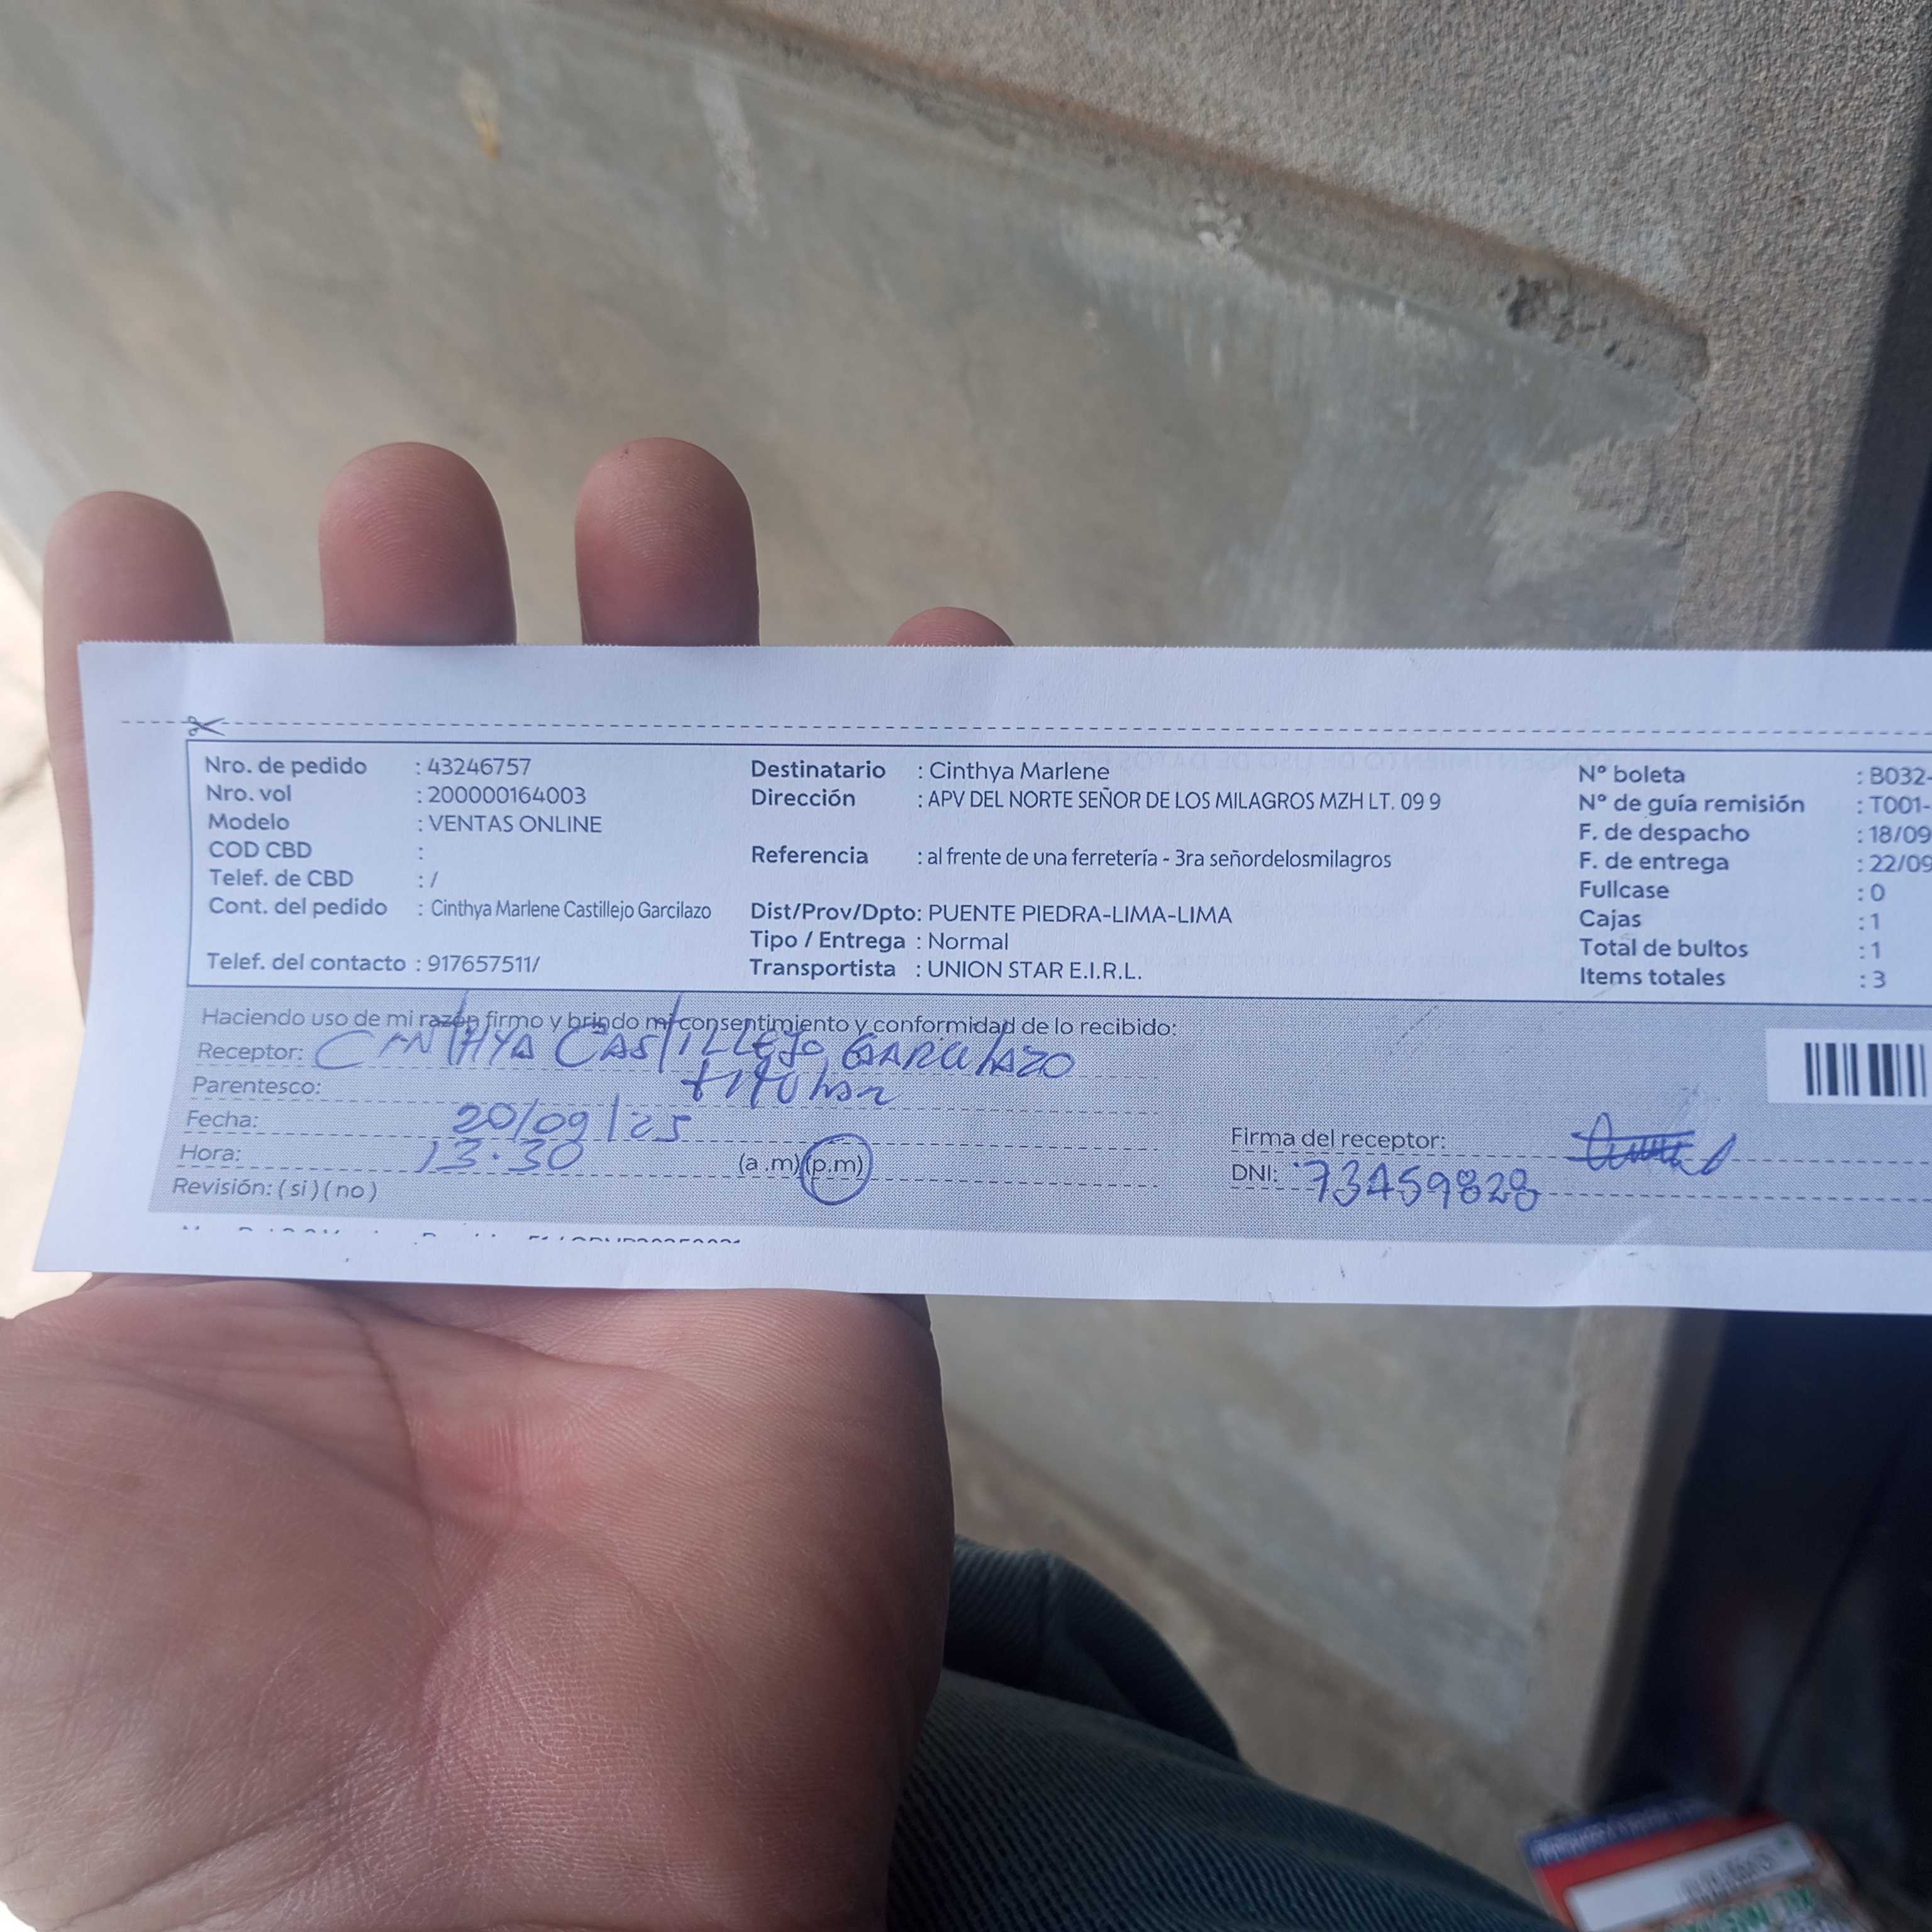 Nro. de pedido : 43246757
Nro. vol : 200000164003
Modelo : VENTAS ONLINE
COD CBD :
Telef. de CBD : /
Cont. del pedido : Cinthya Marlene Castillejo Garcilazo
Telef. del contacto : 917657511/
Destinatario : Cinthya Marlene
Dirección : APV DEL NORTE SEÑOR DE LOS MILAGROS MZH LT. 09 9
Referencia : al frente de una ferretería - 3ra señordelosmilagros
Dist/Prov/Dpto: PUENTE PIEDRA-LIMA-LIMA
Tipo / Entrega : Normal
Transportista : UNION STAR E.I.R.L.
N° boleta : B032-
N° de guía remisión : T001-
F. de despacho : 18/09
F. de entrega : 22/09
Fullcase : 0
Cajas : 1
Total de bultos : 1
Items totales : 3
Haciendo uso de mi razón firmo y brindo mi consentimiento y conformidad de lo recibido:
Receptor: CINTHYA CASTILLEJO GARCILAZO
Parentesco: titular
Fecha: 20/09/25
Hora: 13:30 (a .m) (p.m)
Revisión: ( si ) ( no )
Firma del receptor:
DNI: 73459828